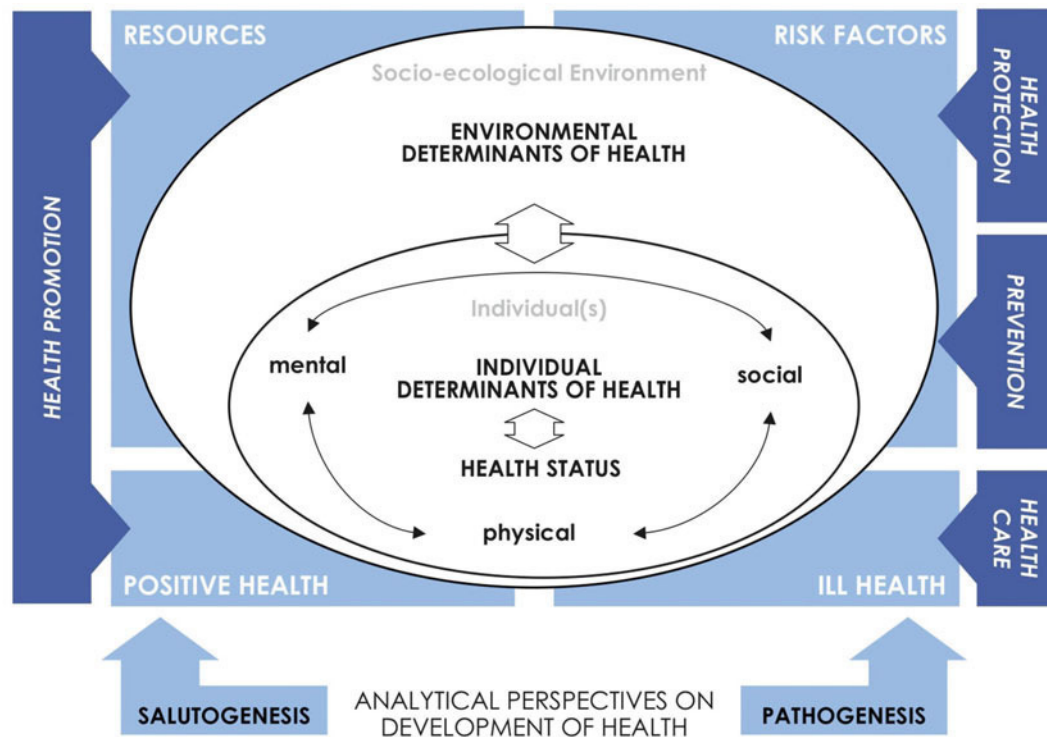 RESOURCES
RISK FACTORS
HEALTH
PROTECTION
Socio-ecological Environment
ENVIRONMENTAL
DETERMINANTS OF HEALTH
HEALTH PROMOTION
PREVENTION
Individual(s)
mental
INDIVIDUAL
DETERMINANTS OF HEALTH
social
HEALTH STATUS
physical
HEALTH
CARE
POSITIVE HEALTH
ILL HEALTH
SALUTOGENESIS
ANALYTICAL PERSPECTIVES ON
DEVELOPMENT OF HEALTH
PATHOGENESIS